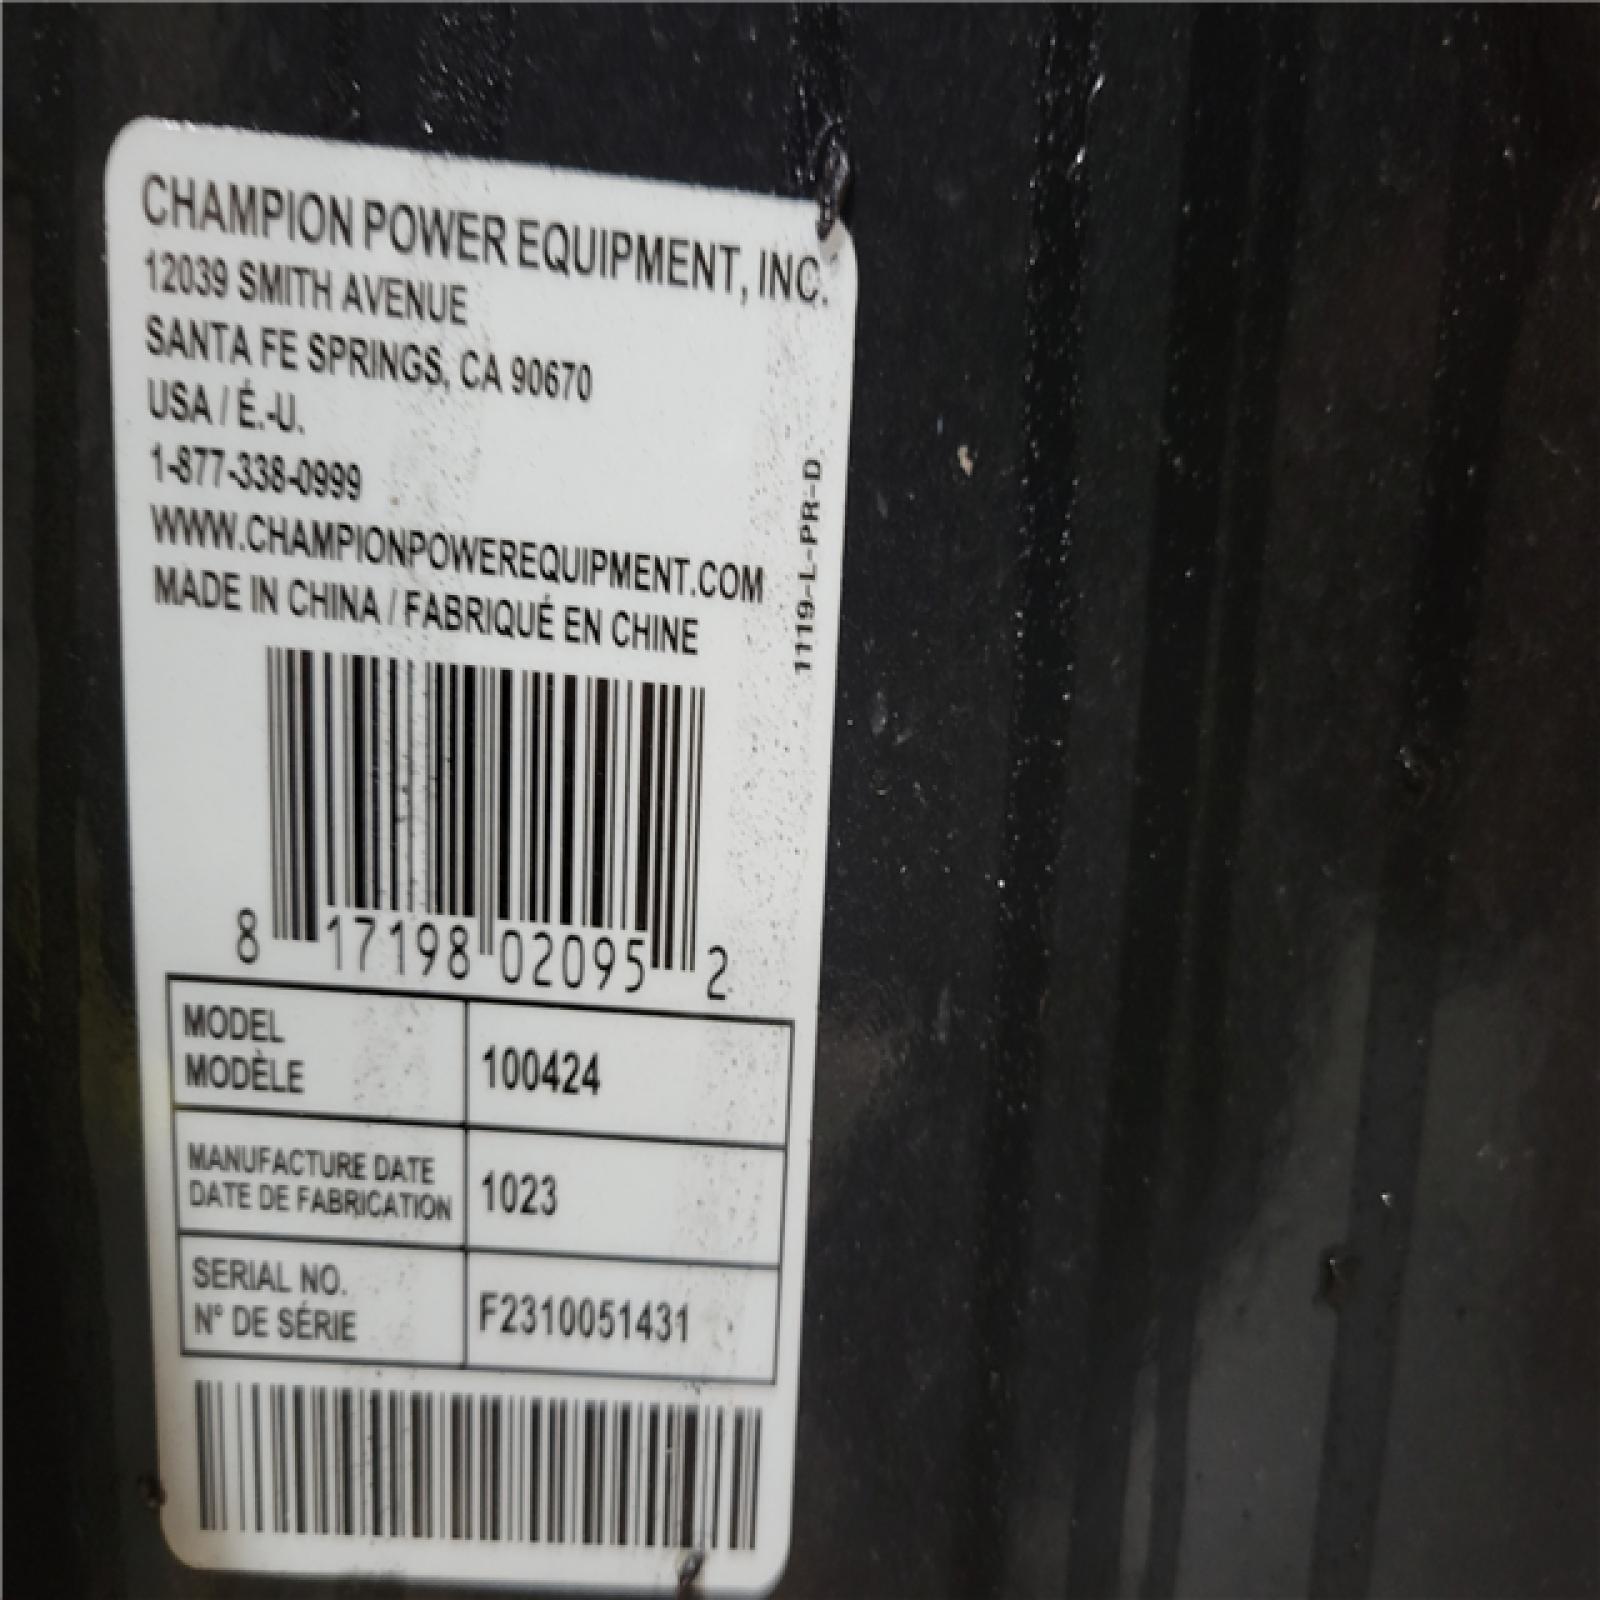 CHAMPION POWER EQUIPMENT, INC.
12039 SMITH AVENUE
SANTA FE SPRINGS, CA 90670
USA / É.-U.
1-877-338-0999
WWW.CHAMPIONPOWEREQUIPMENT.COM
MADE IN CHINA / FABRIQUÉ EN CHINE
1119-L-PR-D
8 17198 02095 2
MODEL
MODÈLE
100424
MANUFACTURE DATE
DATE DE FABRICATION
1023
SERIAL NO.
N° DE SÉRIE
F2310051431